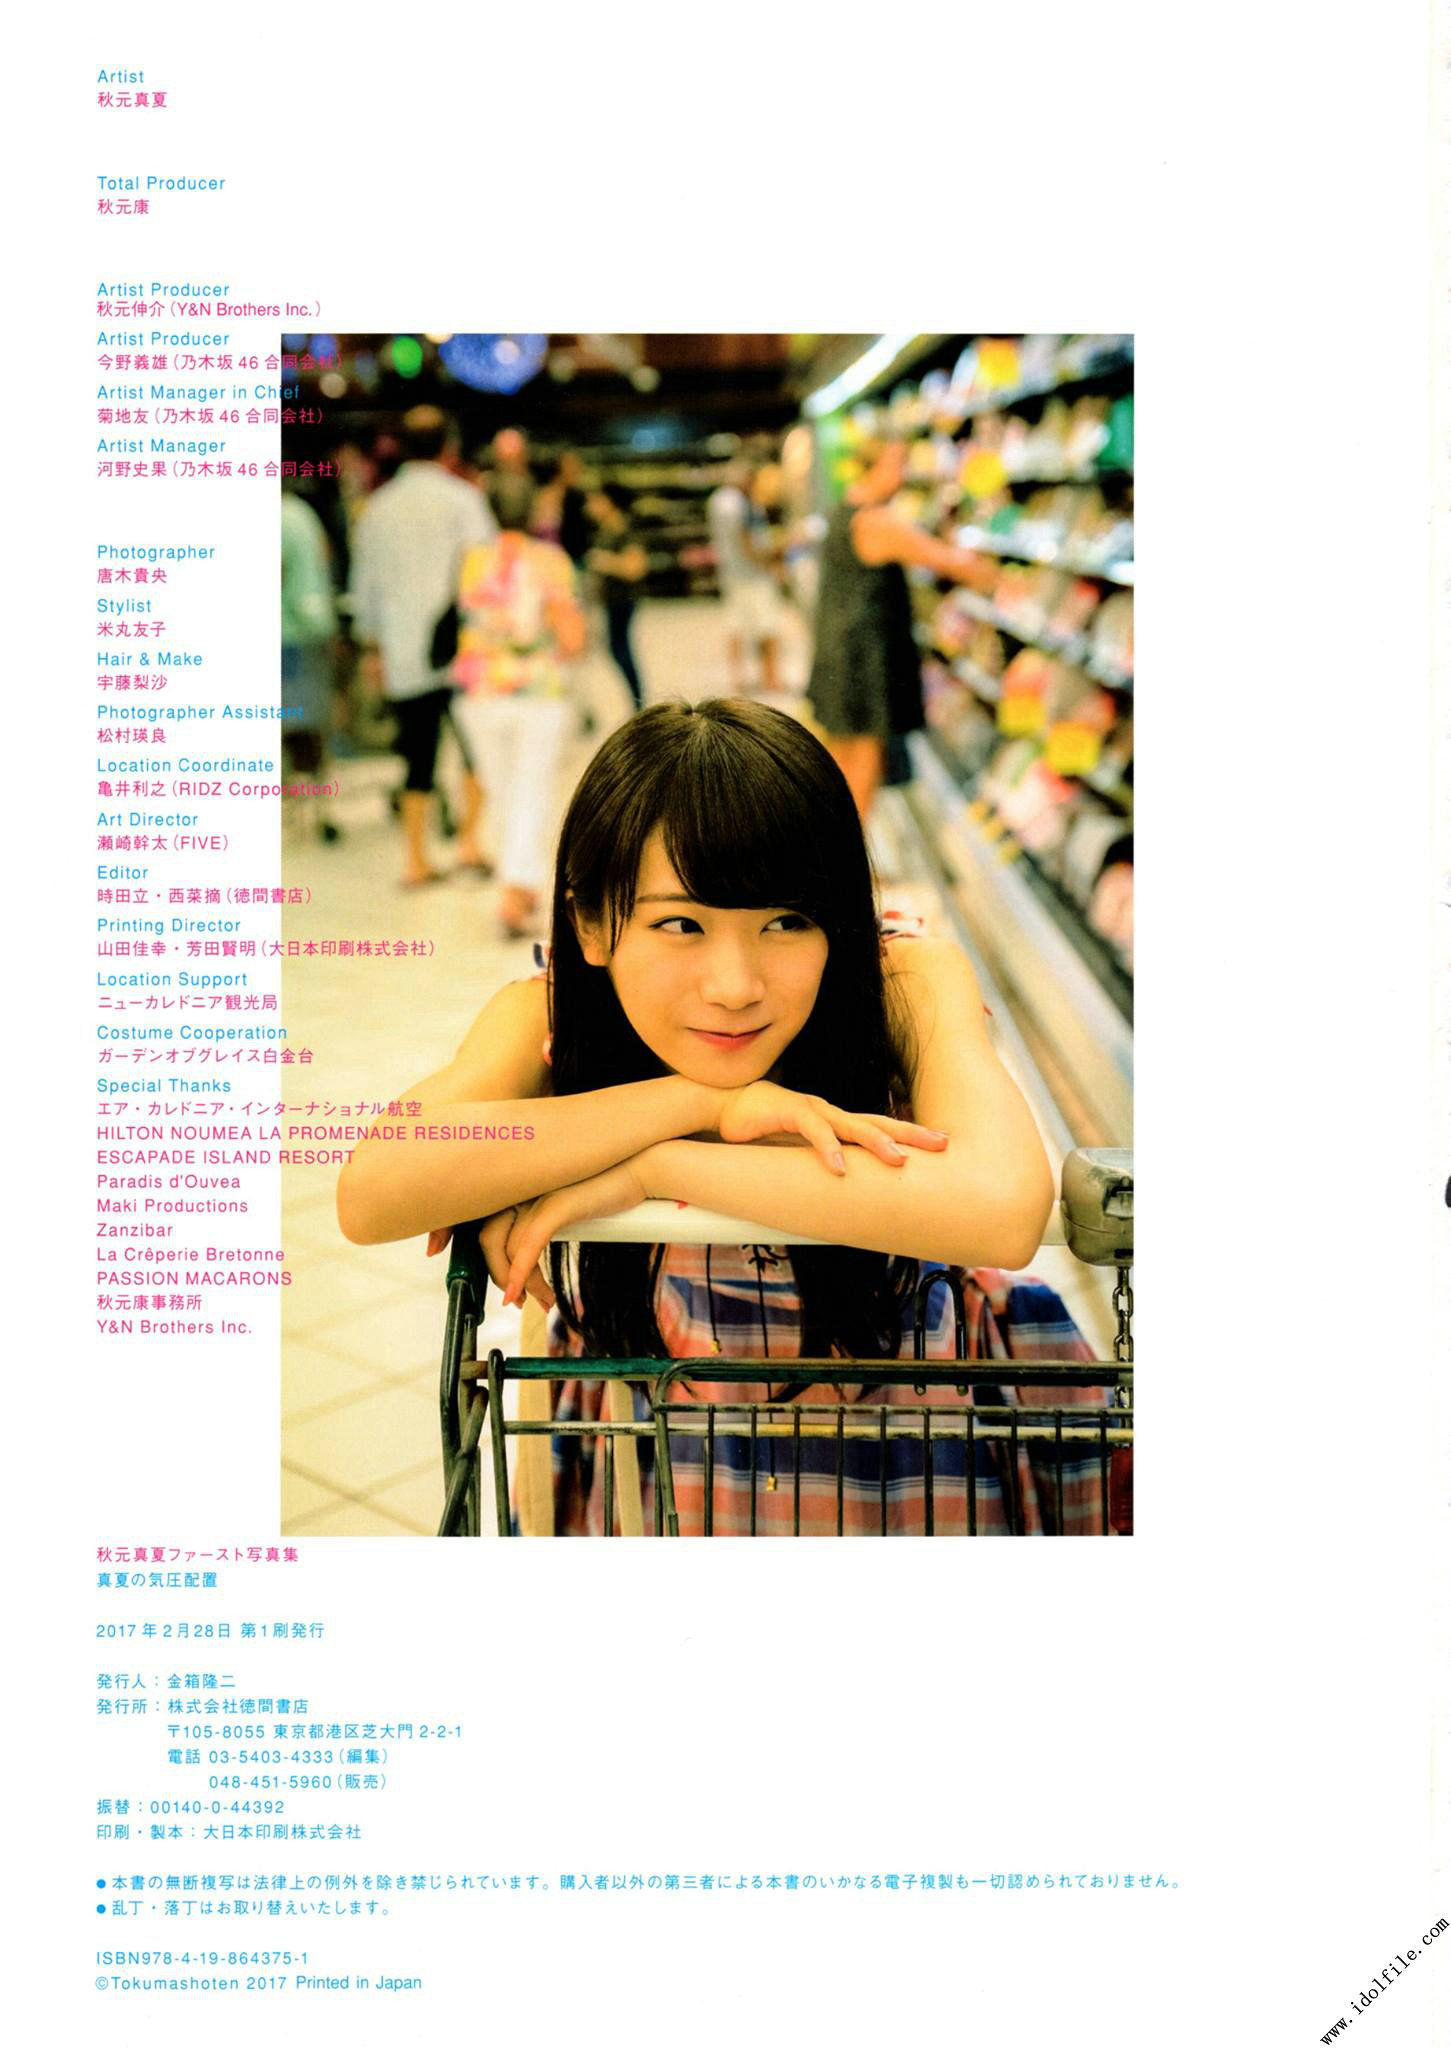 Artist
秋元真夏
Total Producer
秋元康
Artist Producer
秋元伸介（Y&N Brothers Inc.）
Artist Producer
今野義雄（乃木坂46合同会社）
Artist Manager in Chief
菊地友（乃木坂46合同会社）
Artist Manager
河野史果（乃木坂46合同会社）
Photographer
唐木貴央
Stylist
米丸友子
Hair & Make
宇藤梨沙
Photographer Assistant
松村瑛良
Location Coordinate
亀井利之（RIDZ Corporation）
Art Director
瀬崎幹太（FIVE）
Editor
時田立・西菜摘（徳間書店）
Printing Director
山田佳幸・芳田賢明（大日本印刷株式会社）
Location Support
ニューカレドニア観光局
Costume Cooperation
ガーデンオブグレイス白金台
Special Thanks
エア・カレドニア・インターナショナル航空
HILTON NOUMEA LA PROMENADE RESIDENCES
ESCAPADE ISLAND RESORT
Paradis d'Ouvea
Maki Productions
Zanzibar
La Crêperie Bretonne
PASSION MACARONS
秋元康事務所
Y&N Brothers Inc.
秋元真夏ファースト写真集
真夏の気圧配置
2017年2月28日 第1刷発行
発行人：金箱隆二
発行所：株式会社徳間書店
〒105-8055 東京都港区芝大門2-2-1
電話 03-5403-4333（編集）
048-451-5960（販売）
振替：00140-0-44392
印刷・製本：大日本印刷株式会社
●本書の無断複写は法律上の例外を除き禁じられています。購入者以外の第三者による本書のいかなる電子複製も一切認められておりません。
●乱丁・落丁はお取り替えいたします。
ISBN978-4-19-864375-1
©Tokumashoten 2017 Printed in Japan
www.idolfile.com